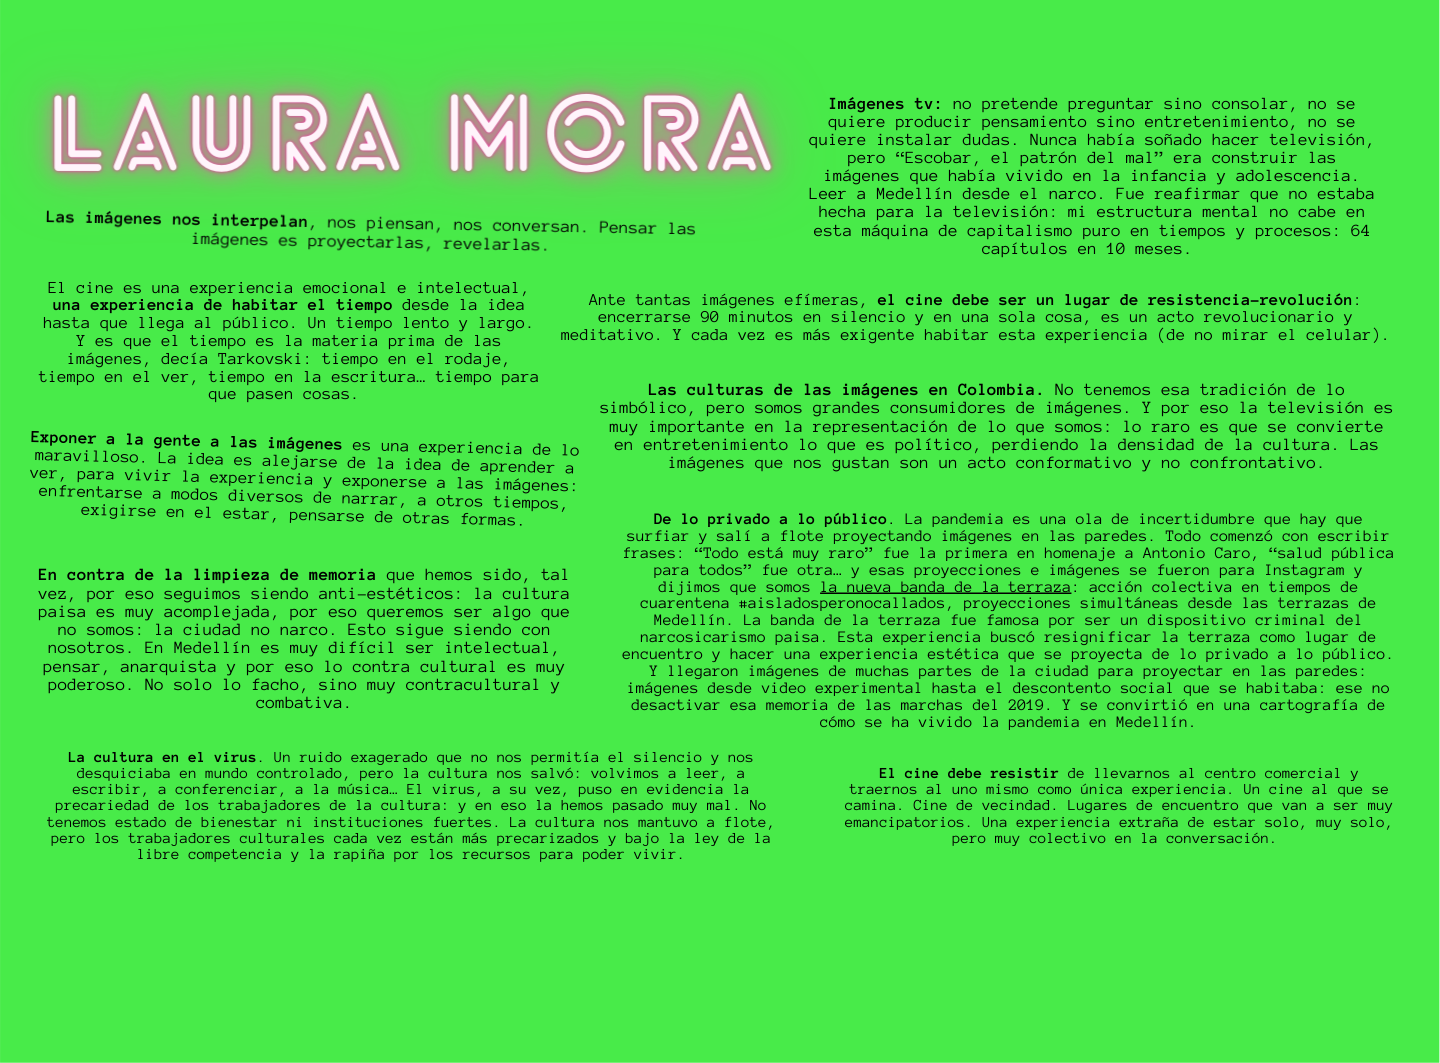 LAURA MORA
Las imágenes nos interpelan, nos piensan, nos conversan. Pensar las
imágenes es proyectarlas, revelarlas.
El cine es una experiencia emocional e intelectual,
una experiencia de habitar el tiempo desde la idea
hasta que llega al público. Un tiempo lento y largo.
Y es que el tiempo es la materia prima de las
imágenes, decía Tarkovski: tiempo en el rodaje,
tiempo en el ver, tiempo en la escritura… tiempo para
que pasen cosas.
Exponer a la gente a las imágenes es una experiencia de lo
maravilloso. La idea es alejarse de la idea de aprender a
ver, para vivir la experiencia y exponerse a las imágenes:
enfrentarse a modos diversos de narrar, a otros tiempos,
exigirse en el estar, pensarse de otras formas.
En contra de la limpieza de memoria que hemos sido, tal
vez, por eso seguimos siendo anti-estéticos: la cultura
paisa es muy acomplejada, por eso queremos ser algo que
no somos: la ciudad no narco. Esto sigue siendo con
nosotros. En Medellín es muy difícil ser intelectual,
pensar, anarquista y por eso lo contra cultural es muy
poderoso. No solo lo facho, sino muy contracultural y
combativa.
La cultura en el virus. Un ruido exagerado que no nos permitía el silencio y nos
desquiciaba en mundo controlado, pero la cultura nos salvó: volvimos a leer, a
escribir, a conferenciar, a la música… El virus, a su vez, puso en evidencia la
precariedad de los trabajadores de la cultura: y en eso la hemos pasado muy mal. No
tenemos estado de bienestar ni instituciones fuertes. La cultura nos mantuvo a flote,
pero los trabajadores culturales cada vez están más precarizados y bajo la ley de la
libre competencia y la rapiña por los recursos para poder vivir.
Imágenes tv: no pretende preguntar sino consolar, no se
quiere producir pensamiento sino entretenimiento, no se
quiere instalar dudas. Nunca había soñado hacer televisión,
pero “Escobar, el patrón del mal” era construir las
imágenes que había vivido en la infancia y adolescencia.
Leer a Medellín desde el narco. Fue reafirmar que no estaba
hecha para la televisión: mi estructura mental no cabe en
esta máquina de capitalismo puro en tiempos y procesos: 64
capítulos en 10 meses.
Ante tantas imágenes efímeras, el cine debe ser un lugar de resistencia-revolución:
encerrarse 90 minutos en silencio y en una sola cosa, es un acto revolucionario y
meditativo. Y cada vez es más exigente habitar esta experiencia (de no mirar el celular).
Las culturas de las imágenes en Colombia. No tenemos esa tradición de lo
simbólico, pero somos grandes consumidores de imágenes. Y por eso la televisión es
muy importante en la representación de lo que somos: lo raro es que se convierte
en entretenimiento lo que es político, perdiendo la densidad de la cultura. Las
imágenes que nos gustan son un acto conformativo y no confrontativo.
De lo privado a lo público. La pandemia es una ola de incertidumbre que hay que
surfiar y salí a flote proyectando imágenes en las paredes. Todo comenzó con escribir
frases: “Todo está muy raro” fue la primera en homenaje a Antonio Caro, “salud pública
para todos” fue otra… y esas proyecciones e imágenes se fueron para Instagram y
dijimos que somos la nueva banda de la terraza: acción colectiva en tiempos de
cuarentena #aisladosperonocallados, proyecciones simultáneas desde las terrazas de
Medellín. La banda de la terraza fue famosa por ser un dispositivo criminal del
narcosicarismo paisa. Esta experiencia buscó resignificar la terraza como lugar de
encuentro y hacer una experiencia estética que se proyecta de lo privado a lo público.
Y llegaron imágenes de muchas partes de la ciudad para proyectar en las paredes:
imágenes desde video experimental hasta el descontento social que se habitaba: ese no
desactivar esa memoria de las marchas del 2019. Y se convirtió en una cartografía de
cómo se ha vivido la pandemia en Medellín.
El cine debe resistir de llevarnos al centro comercial y
traernos al uno mismo como única experiencia. Un cine al que se
camina. Cine de vecindad. Lugares de encuentro que van a ser muy
emancipatorios. Una experiencia extraña de estar solo, muy solo,
pero muy colectivo en la conversación.